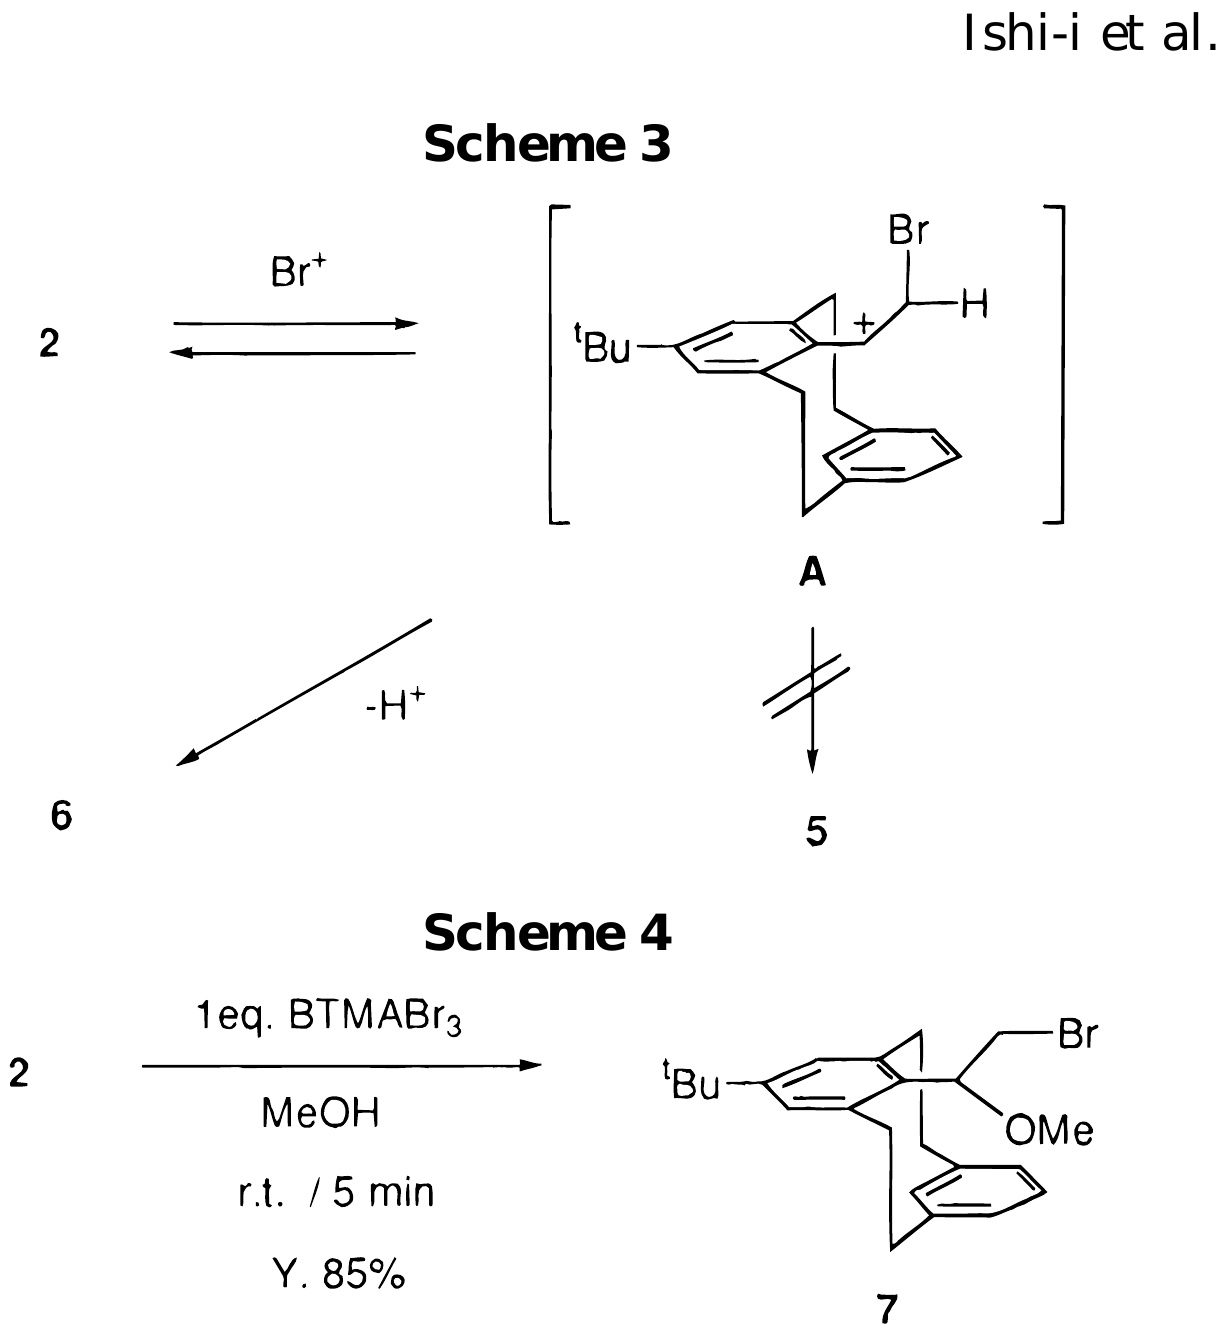 Ishi-i et al.
Scheme 3
Br
Br⁺
H
+
2
ᵗBu
A
-H⁺
6
5
Scheme 4
1eq. BTMABr₃
Br
2
ᵗBu
MeOH
OMe
r.t. / 5 min
Y. 85%
7